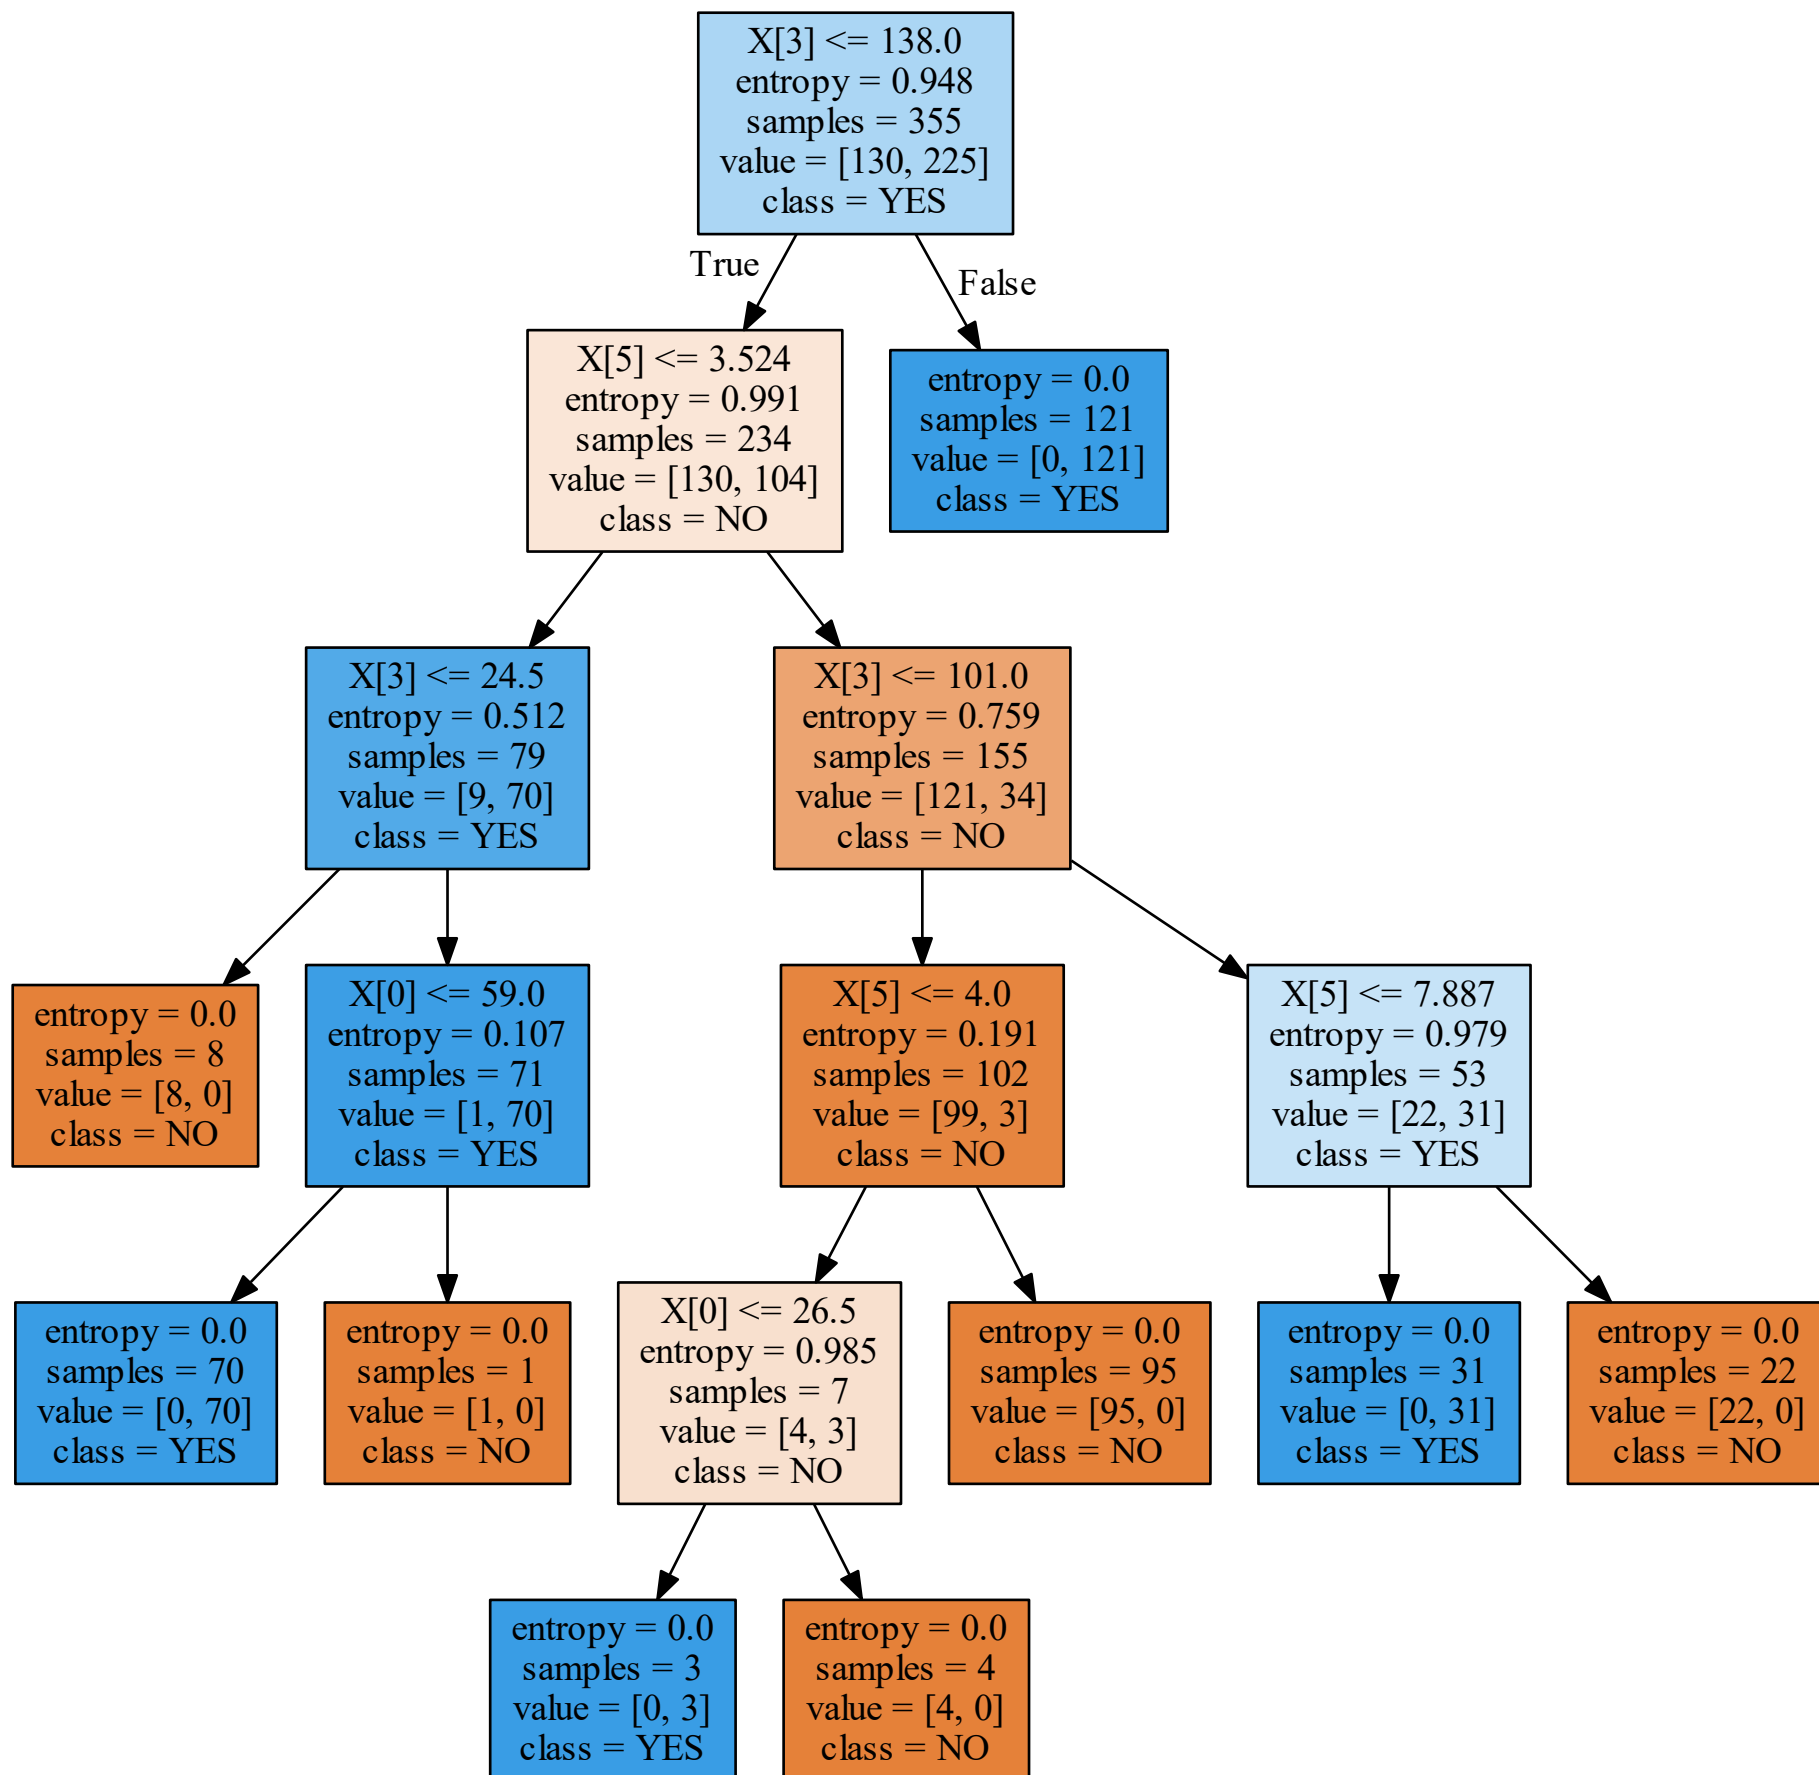 X[3] <= 138.0
entropy = 0.948
samples = 355
value = [130, 225]
class = YES
True
False
X[5] <= 3.524
entropy = 0.991
samples = 234
value = [130, 104]
class = NO
entropy = 0.0
samples = 121
value = [0, 121]
class = YES
X[3] <= 24.5
entropy = 0.512
samples = 79
value = [9, 70]
class = YES
X[3] <= 101.0
entropy = 0.759
samples = 155
value = [121, 34]
class = NO
entropy = 0.0
samples = 8
value = [8, 0]
class = NO
X[0] <= 59.0
entropy = 0.107
samples = 71
value = [1, 70]
class = YES
X[5] <= 4.0
entropy = 0.191
samples = 102
value = [99, 3]
class = NO
X[5] <= 7.887
entropy = 0.979
samples = 53
value = [22, 31]
class = YES
entropy = 0.0
samples = 70
value = [0, 70]
class = YES
entropy = 0.0
samples = 1
value = [1, 0]
class = NO
X[0] <= 26.5
entropy = 0.985
samples = 7
value = [4, 3]
class = NO
entropy = 0.0
samples = 95
value = [95, 0]
class = NO
entropy = 0.0
samples = 31
value = [0, 31]
class = YES
entropy = 0.0
samples = 22
value = [22, 0]
class = NO
entropy = 0.0
samples = 3
value = [0, 3]
class = YES
entropy = 0.0
samples = 4
value = [4, 0]
class = NO